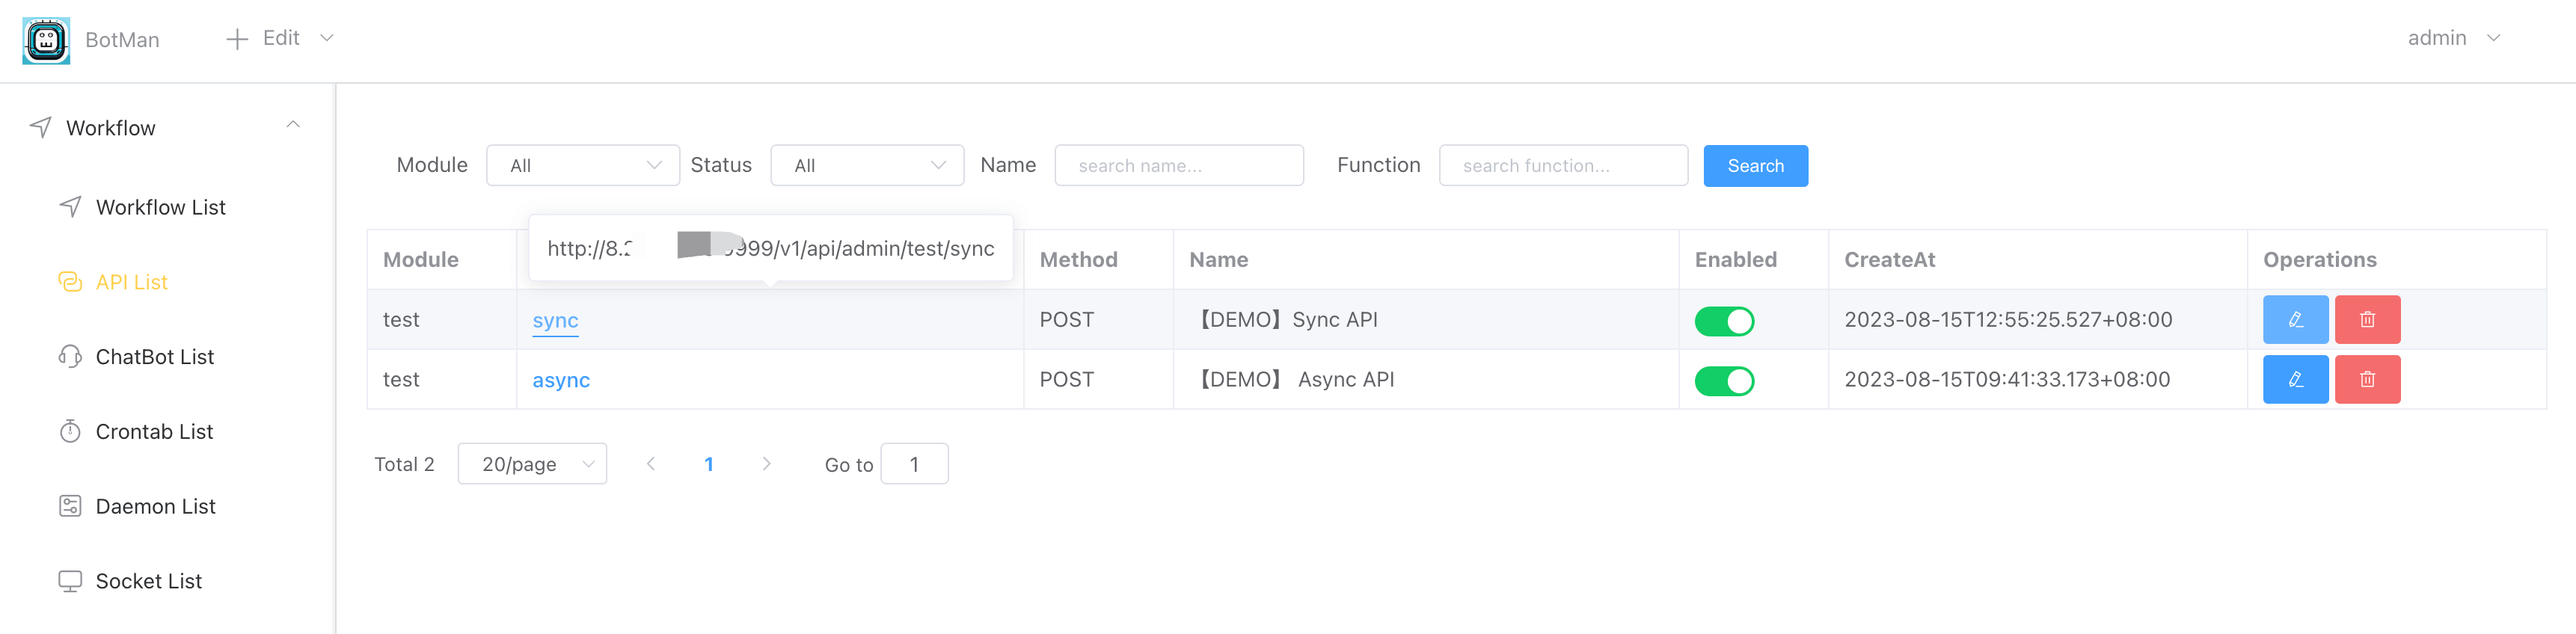 BotMan
Edit
admin
Workflow
Workflow List
API List
ChatBot List
Crontab List
Daemon List
Socket List
Module All Status All Name search name... Function search function... Search
http://8. 999/v1/api/admin/test/sync
Module Method Name Enabled CreateAt Operations
test sync POST 【DEMO】Sync API 2023-08-15T12:55:25.527+08:00
test async POST 【DEMO】 Async API 2023-08-15T09:41:33.173+08:00
Total 2 20/page 1 Go to 1